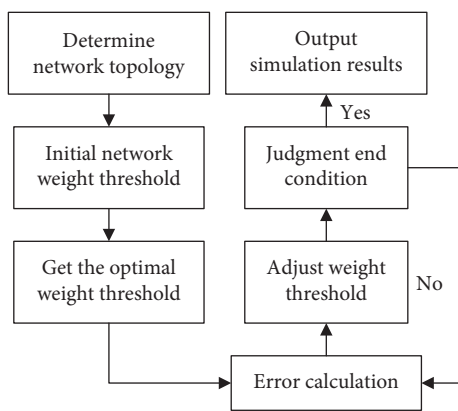 Determine
network topology
Output
simulation results
Yes
Initial network
weight threshold
Judgment end
condition
Get the optimal
weight threshold
Adjust weight
threshold
No
Error calculation